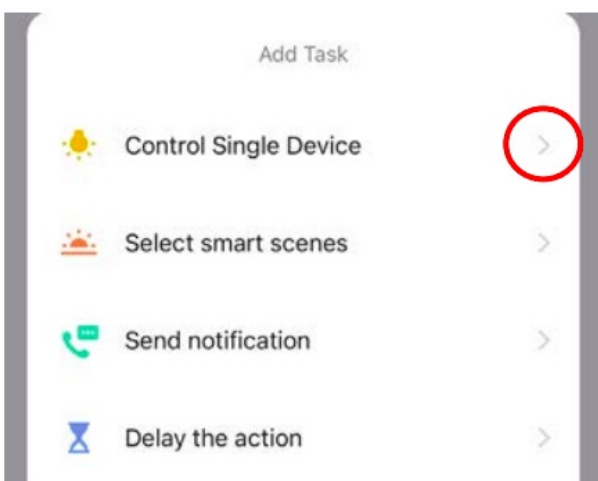 Add Task
Control Single Device
Select smart scenes
Send notification
Delay the action